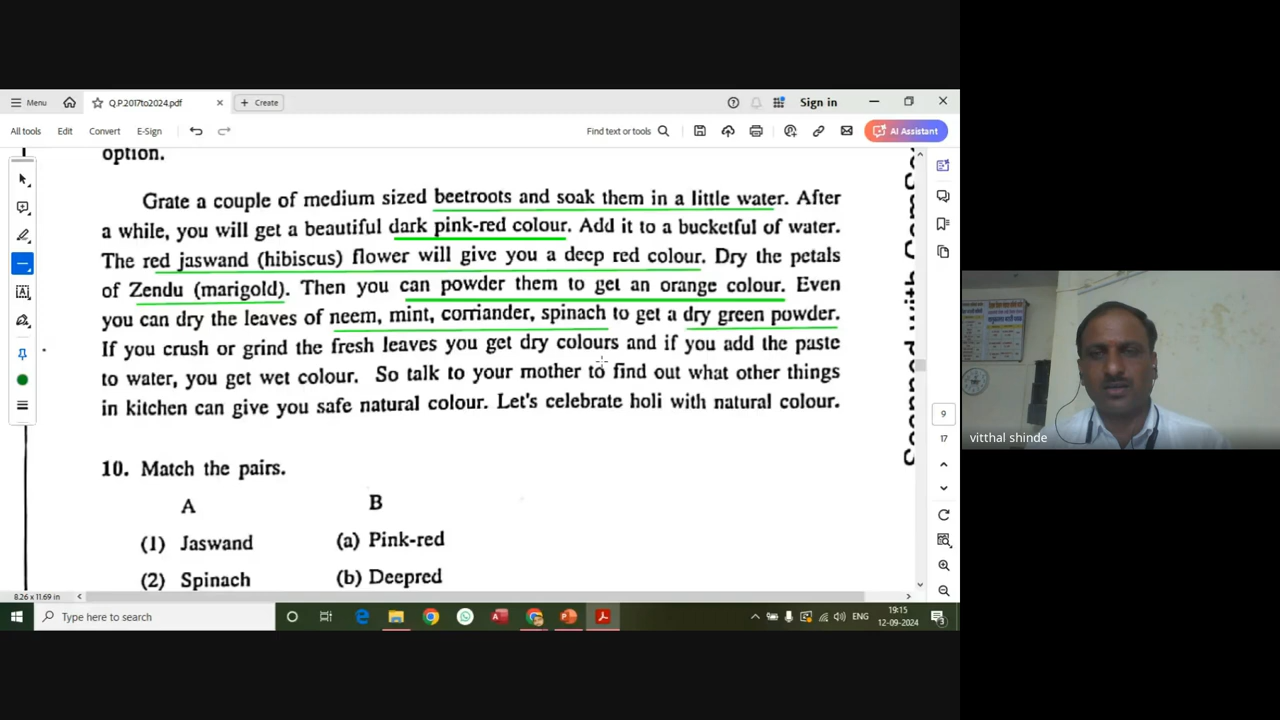 Menu
Q.P.2017to2024.pdf
Create
Sign in
All tools Edit Convert E-Sign
Find text or tools
AI Assistant
option.
Grate a couple of medium sized beetroots and soak them in a little water. After
a while, you will get a beautiful dark pink-red colour. Add it to a bucketful of water.
The red jaswand (hibiscus) flower will give you a deep red colour. Dry the petals
of Zendu (marigold). Then you can powder them to get an orange colour. Even
you can dry the leaves of neem, mint, corriander, spinach to get a dry green powder.
If you crush or grind the fresh leaves you get dry colours and if you add the paste
to water, you get wet colour. So talk to your mother to find out what other things
in kitchen can give you safe natural colour. Let's celebrate holi with natural colour.
10. Match the pairs.
A B
(1) Jaswand (a) Pink-red
(2) Spinach (b) Deepred
9
17
8.26 x 11.69 in
Type here to search
ENG
19:15
12-09-2024
vitthal shinde